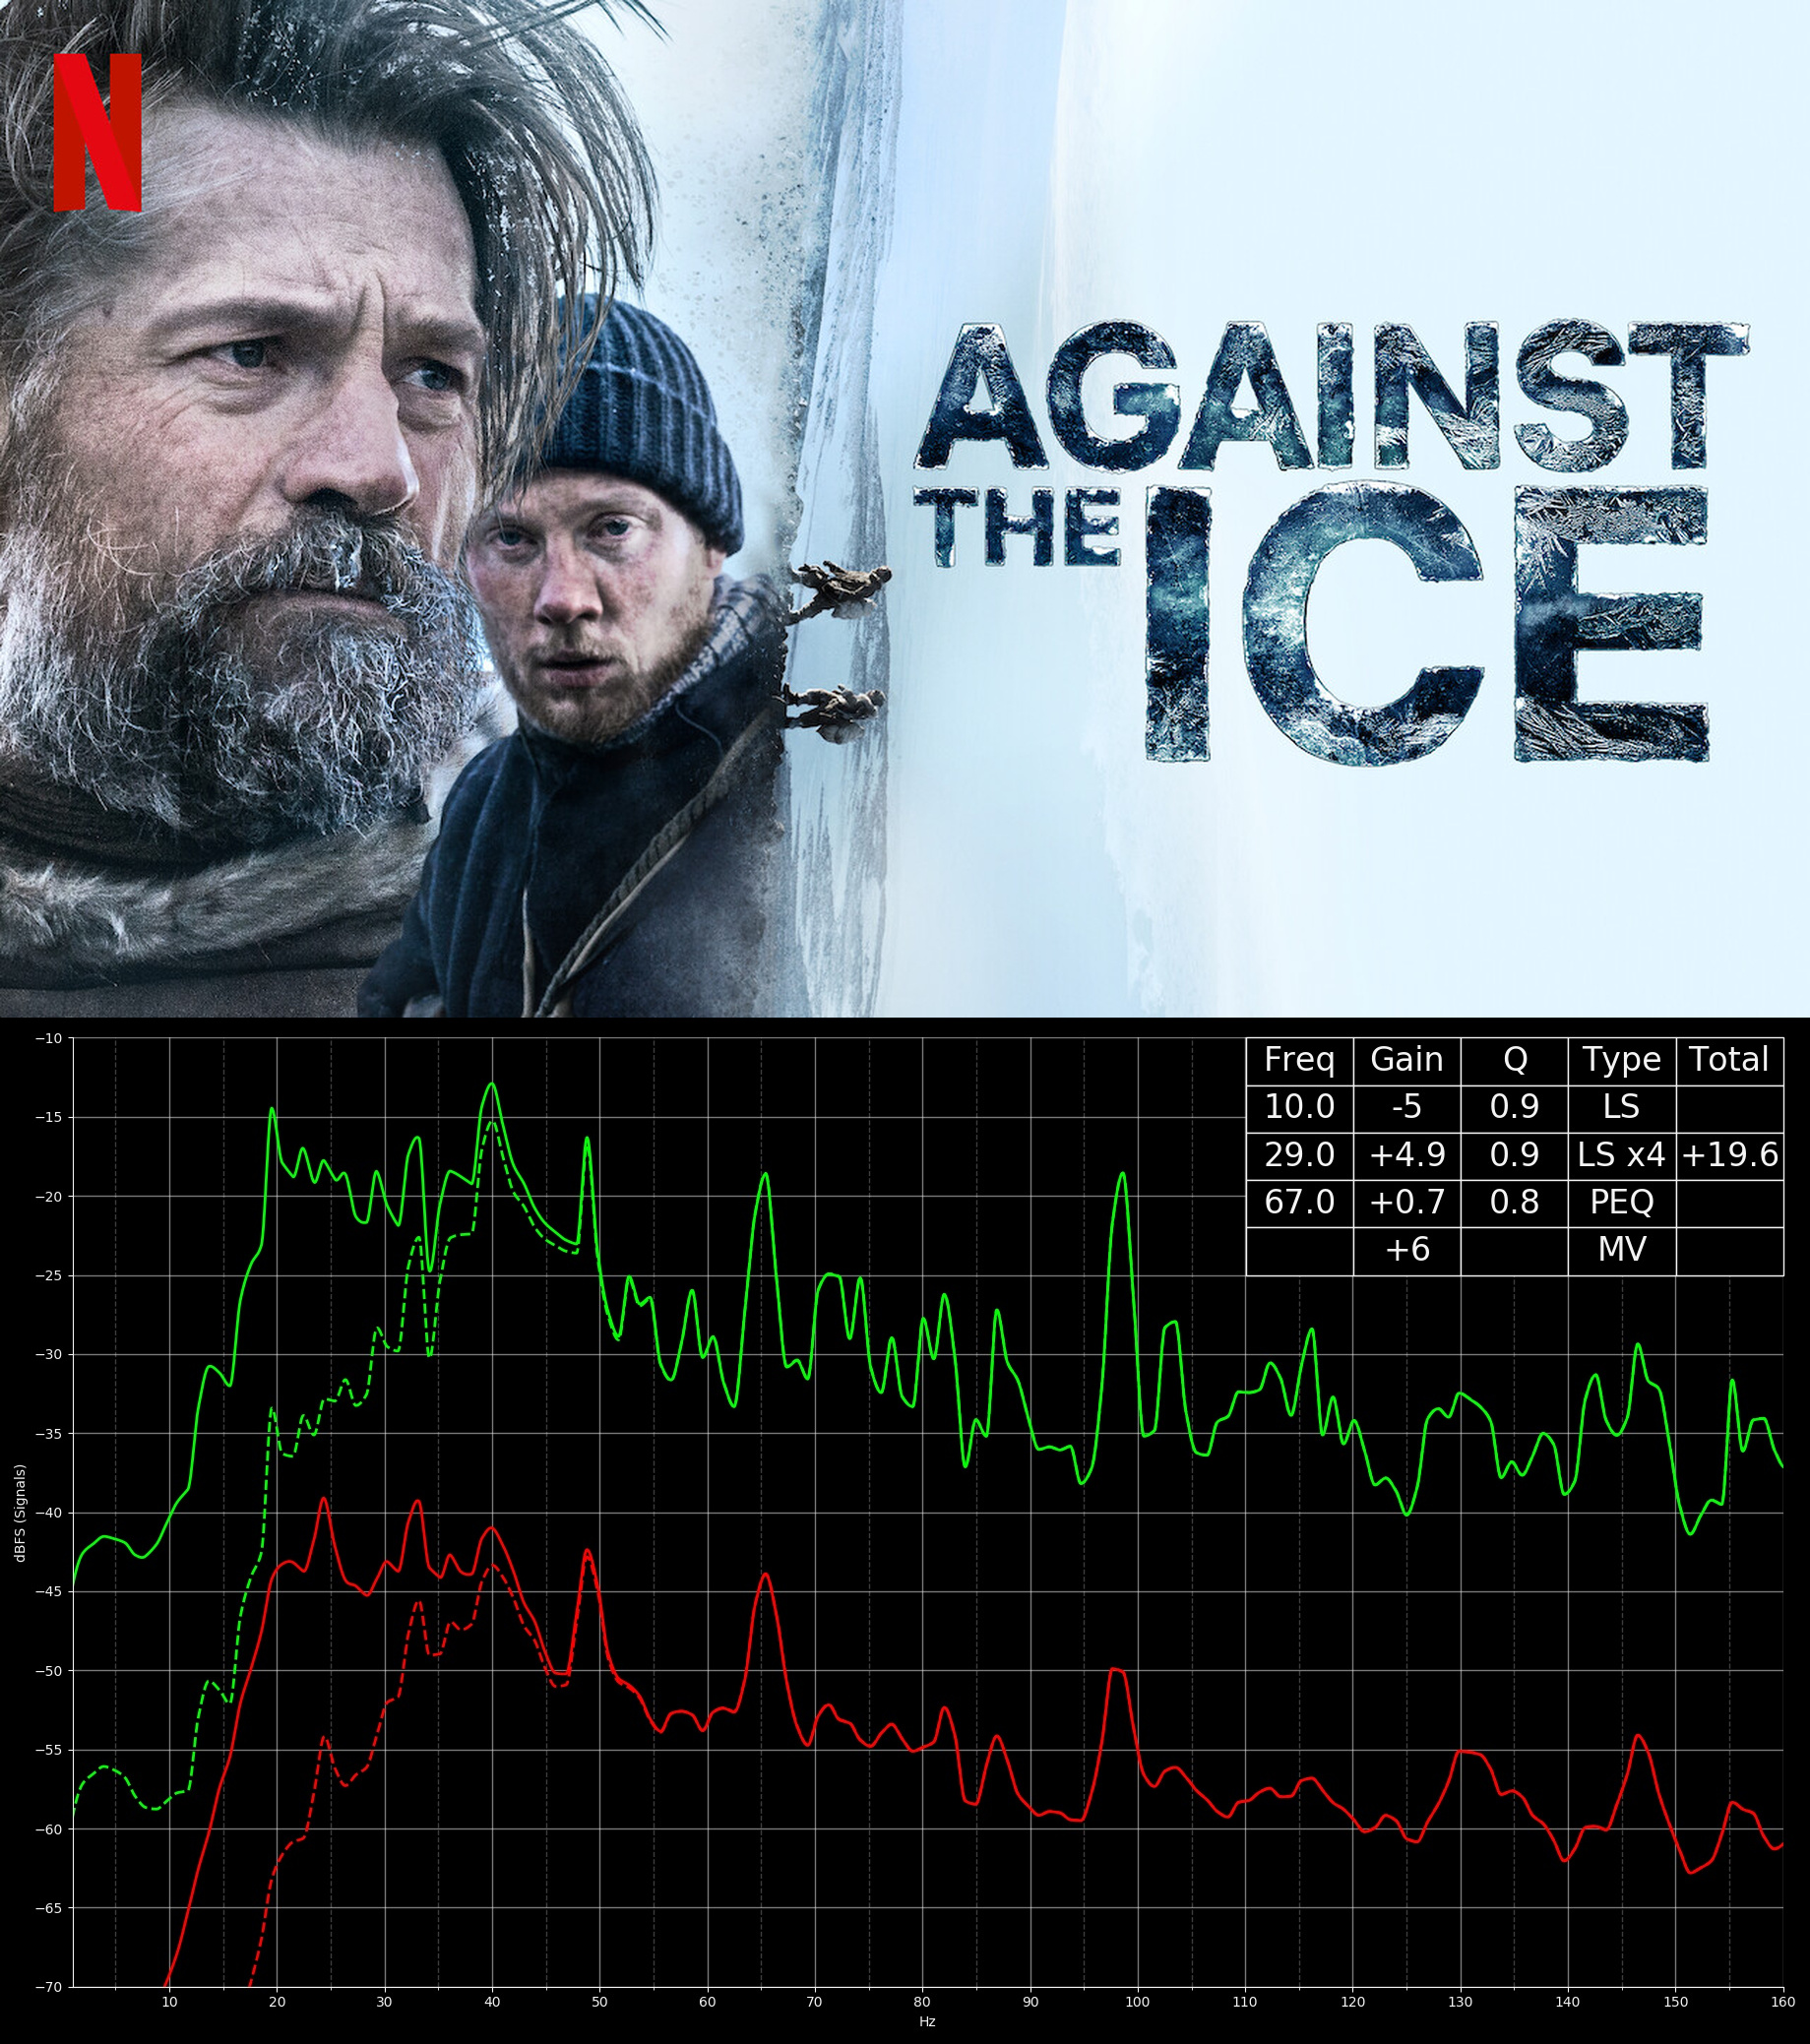 N
AGAINST
THE ICE
Freq Gain Q Type Total
10.0 -5 0.9 LS
29.0 +4.9 0.9 LS x4 +19.6
67.0 +0.7 0.8 PEQ
+6 MV
−10
−15
−20
−25
−30
−35
−40
−45
−50
−55
−60
−65
−70
dBFS (Signals)
10 20 30 40 50 60 70 80 90 100 110 120 130 140 150 160
Hz